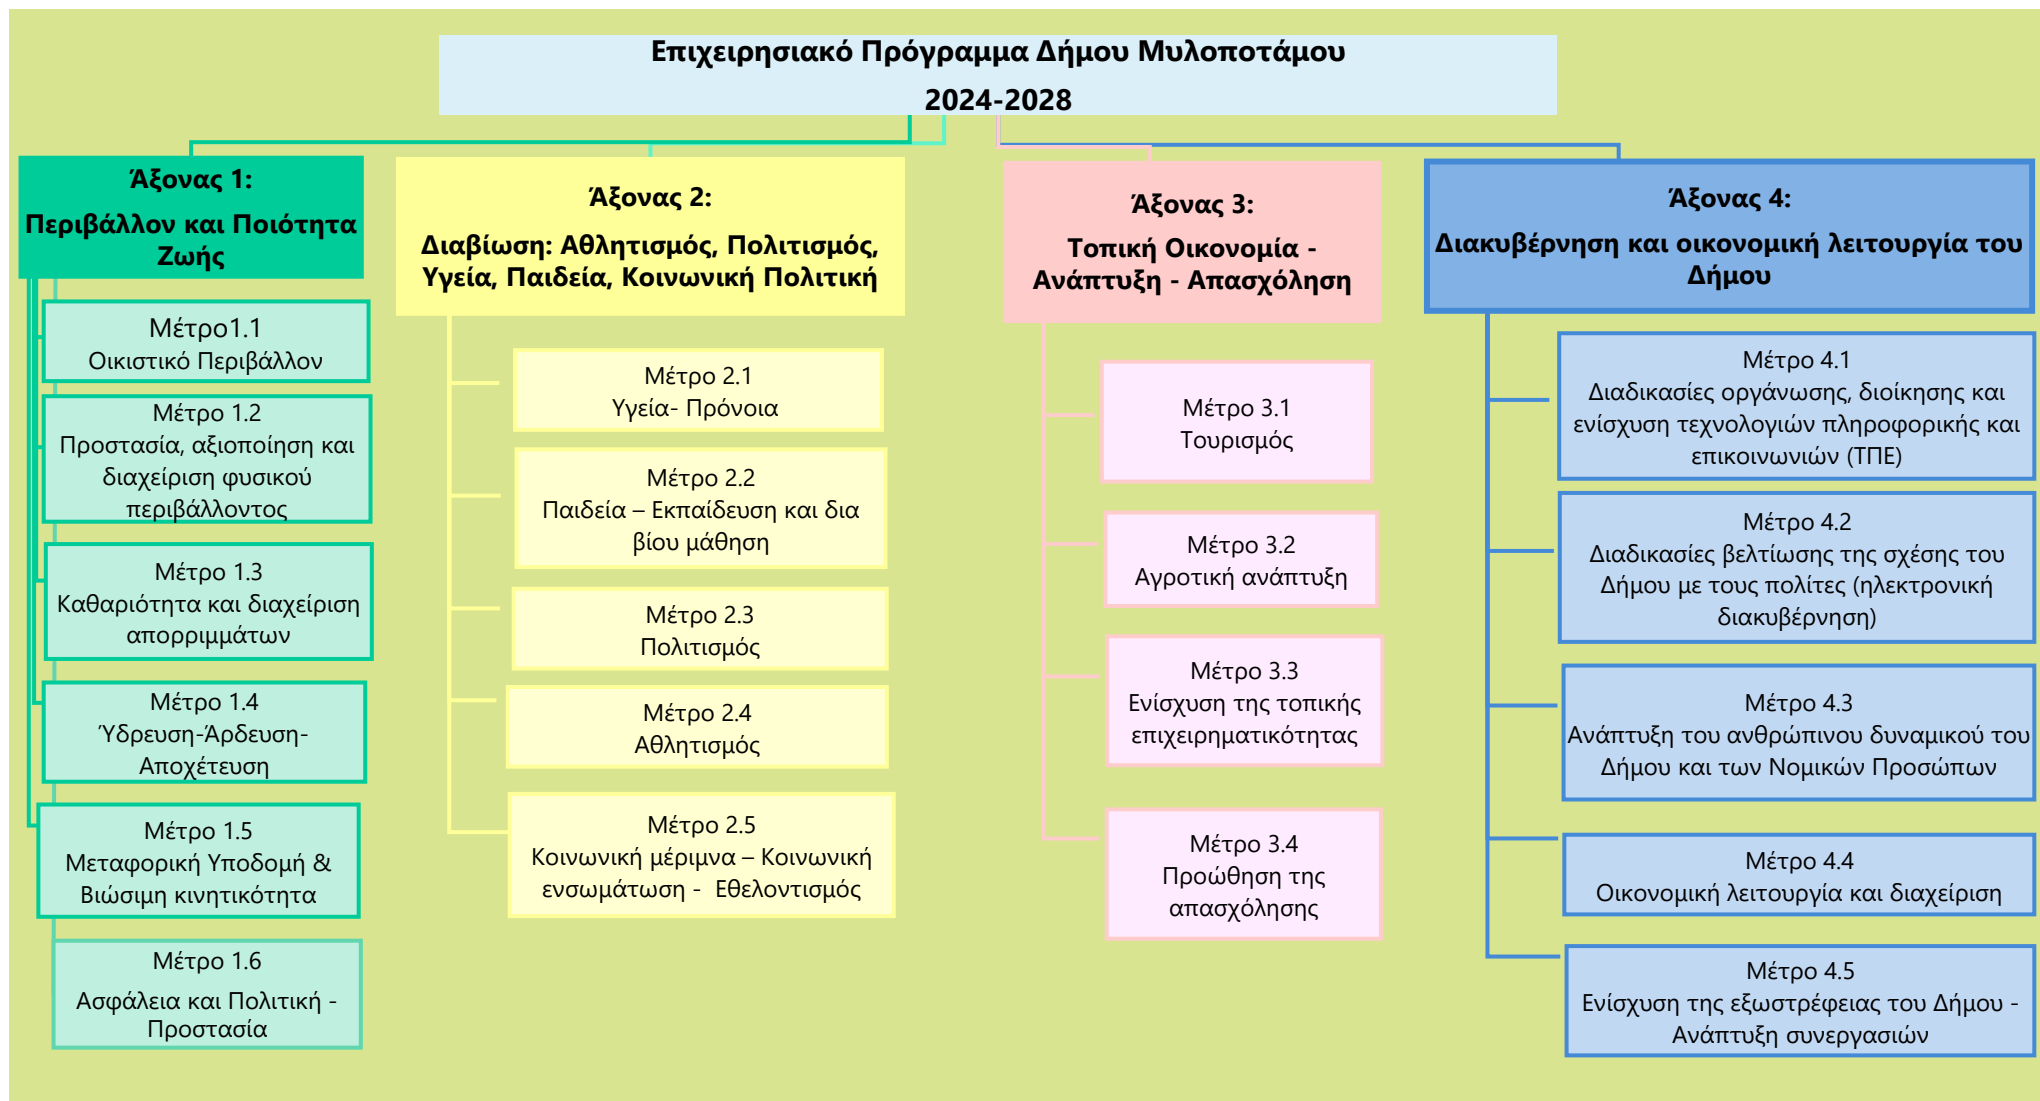 Επιχειρησιακό Πρόγραμμα Δήμου Μυλοποτάμου
2024-2028
Άξονας 1:
Περιβάλλον και Ποιότητα
Ζωής
Μέτρο1.1
Οικιστικό Περιβάλλον
Μέτρο 1.2
Προστασία, αξιοποίηση και
διαχείριση φυσικού
περιβάλλοντος
Μέτρο 1.3
Καθαριότητα και διαχείριση
απορριμμάτων
Μέτρο 1.4
Ύδρευση-Άρδευση-
Αποχέτευση
Μέτρο 1.5
Μεταφορική Υποδομή &
Βιώσιμη κινητικότητα
Μέτρο 1.6
Ασφάλεια και Πολιτική -
Προστασία
Άξονας 2:
Διαβίωση: Αθλητισμός, Πολιτισμός,
Υγεία, Παιδεία, Κοινωνική Πολιτική
Μέτρο 2.1
Υγεία- Πρόνοια
Μέτρο 2.2
Παιδεία – Εκπαίδευση και δια
βίου μάθηση
Μέτρο 2.3
Πολιτισμός
Μέτρο 2.4
Αθλητισμός
Μέτρο 2.5
Κοινωνική μέριμνα – Κοινωνική
ενσωμάτωση - Εθελοντισμός
Άξονας 3:
Τοπική Οικονομία -
Ανάπτυξη - Απασχόληση
Μέτρο 3.1
Τουρισμός
Μέτρο 3.2
Αγροτική ανάπτυξη
Μέτρο 3.3
Ενίσχυση της τοπικής
επιχειρηματικότητας
Μέτρο 3.4
Προώθηση της
απασχόλησης
Άξονας 4:
Διακυβέρνηση και οικονομική λειτουργία του
Δήμου
Μέτρο 4.1
Διαδικασίες οργάνωσης, διοίκησης και
ενίσχυση τεχνολογιών πληροφορικής και
επικοινωνιών (ΤΠΕ)
Μέτρο 4.2
Διαδικασίες βελτίωσης της σχέσης του
Δήμου με τους πολίτες (ηλεκτρονική
διακυβέρνηση)
Μέτρο 4.3
Ανάπτυξη του ανθρώπινου δυναμικού του
Δήμου και των Νομικών Προσώπων
Μέτρο 4.4
Οικονομική λειτουργία και διαχείριση
Μέτρο 4.5
Ενίσχυση της εξωστρέφειας του Δήμου -
Ανάπτυξη συνεργασιών